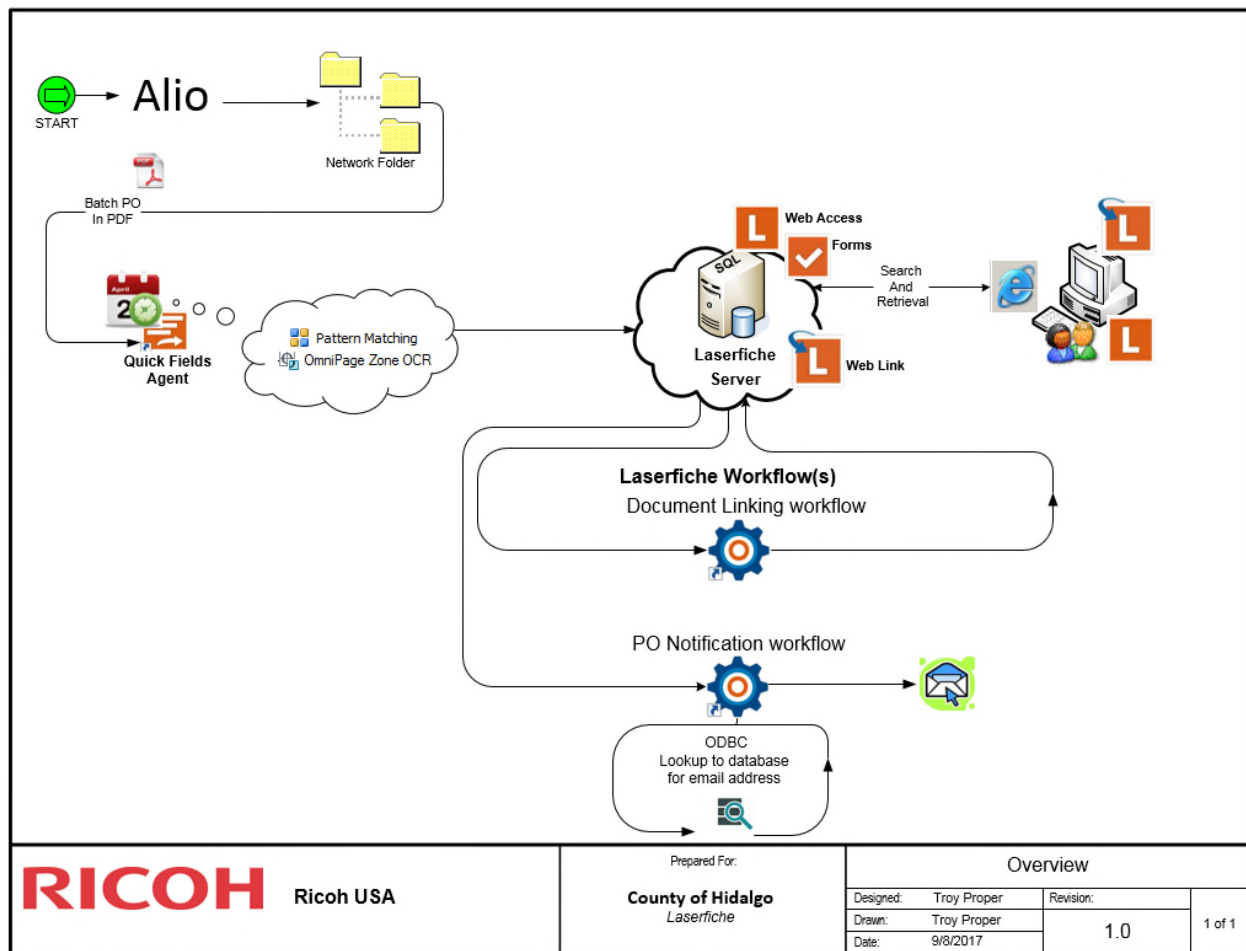 START
Alio
Network Folder
PDF
Batch PO
In PDF
April
2
Quick Fields
Agent
Pattern Matching
OmniPage Zone OCR
L
Web Access
Forms
SQL
Laserfiche
Server
L
Web Link
Search
And
Retrieval
L
L
Laserfiche Workflow(s)
Document Linking workflow
PO Notification workflow
ODBC
Lookup to database
for email address
RICOH
Ricoh USA
Prepared For:
County of Hidalgo
Laserfiche
Overview
Designed: Troy Proper
Drawn: Troy Proper
Date: 9/8/2017
Revision:
1.0
1 of 1